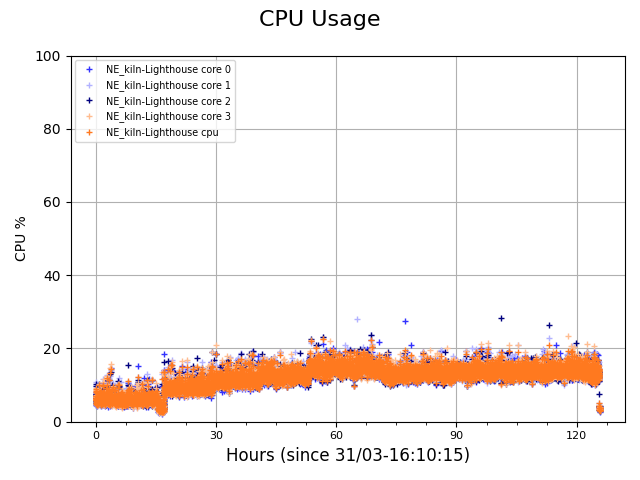 CPU Usage
100
80
60
40
20
0
CPU %
NE_kiln-Lighthouse core 0
NE_kiln-Lighthouse core 1
NE_kiln-Lighthouse core 2
NE_kiln-Lighthouse core 3
NE_kiln-Lighthouse cpu
0 30 60 90 120
Hours (since 31/03-16:10:15)